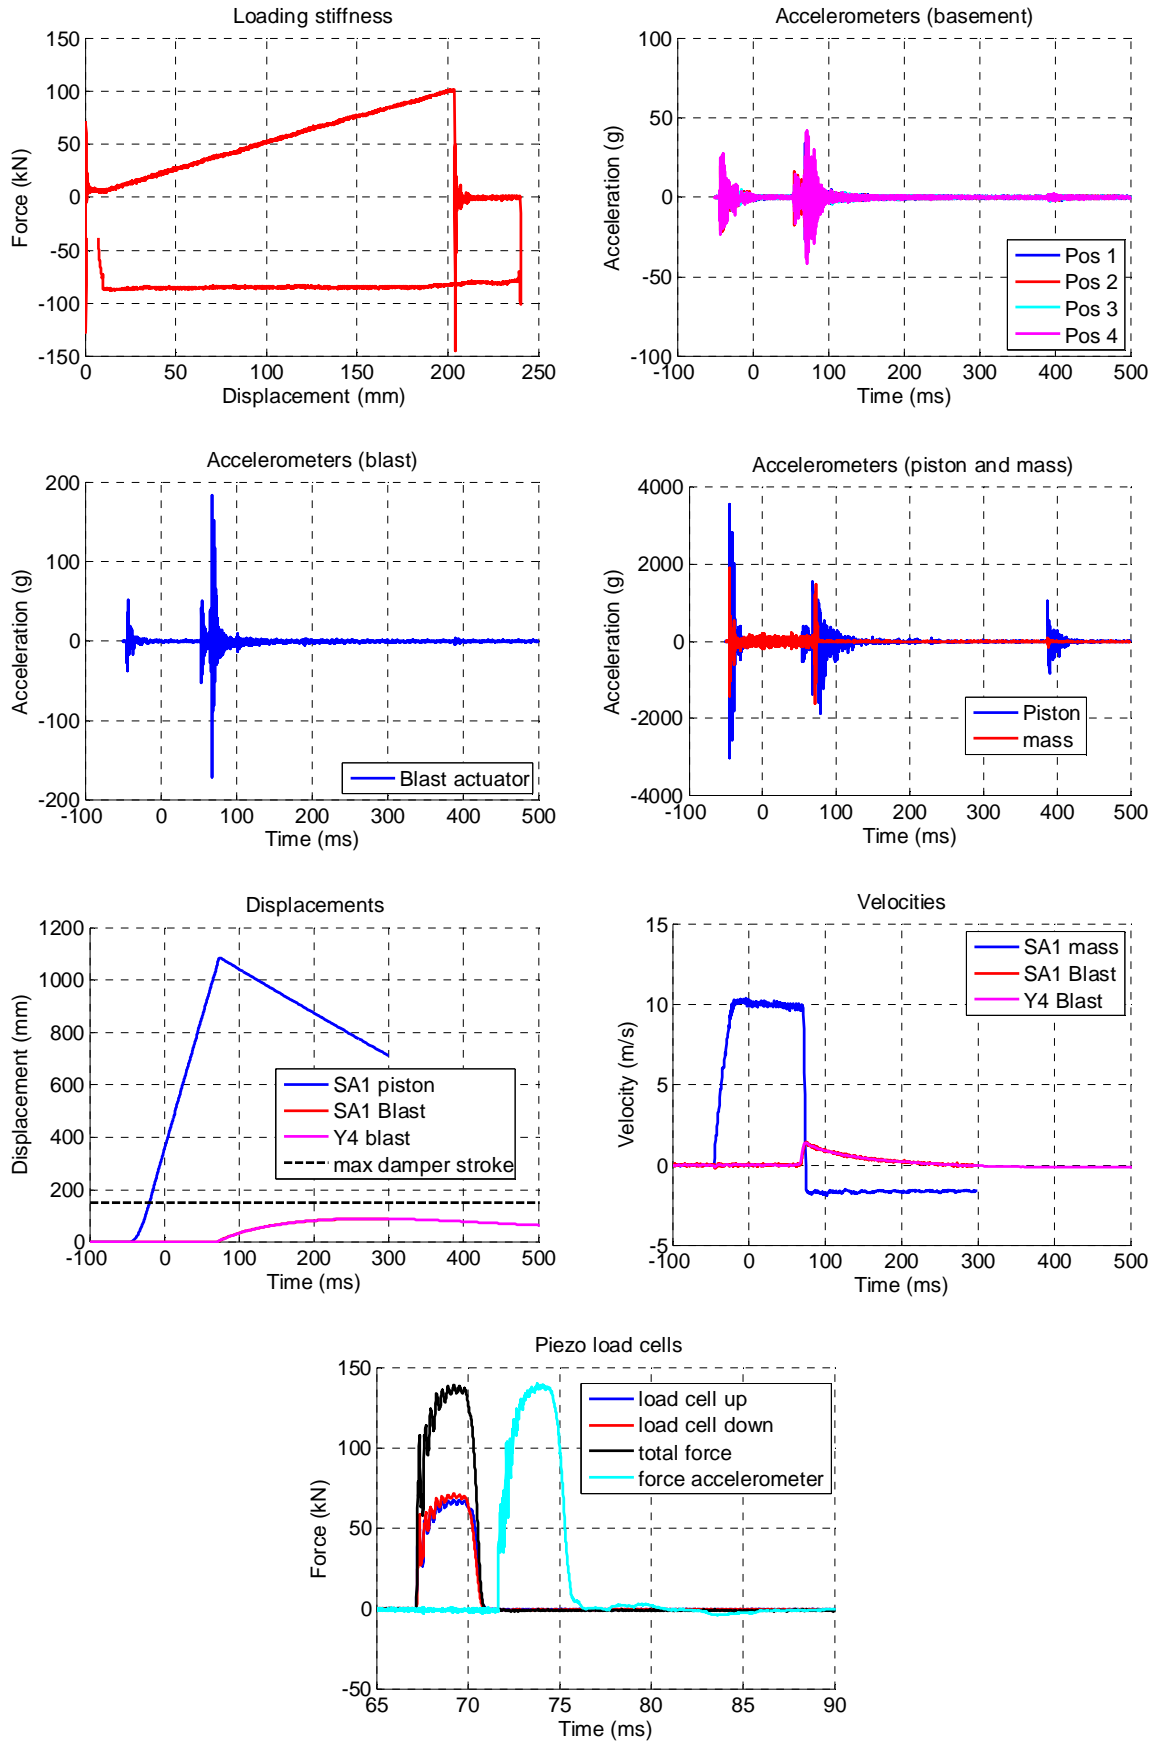 Loading stiffness
150
100
50
0
-50
-100
-150
Force (kN)
0 50 100 150 200 250
Displacement (mm)
Accelerometers (basement)
100
50
0
-50
-100
Acceleration (g)
Pos 1
Pos 2
Pos 3
Pos 4
-100 0 100 200 300 400 500
Time (ms)
Accelerometers (blast)
200
100
0
-100
-200
Acceleration (g)
Blast actuator
-100 0 100 200 300 400 500
Time (ms)
Accelerometers (piston and mass)
4000
2000
0
-2000
-4000
Acceleration (g)
Piston
mass
-100 0 100 200 300 400 500
Time (ms)
Displacements
1200
1000
800
600
400
200
0
Displacement (mm)
SA1 piston
SA1 Blast
Y4 blast
max damper stroke
-100 0 100 200 300 400 500
Time (ms)
Velocities
15
10
5
0
-5
Velocity (m/s)
SA1 mass
SA1 Blast
Y4 Blast
-100 0 100 200 300 400 500
Time (ms)
Piezo load cells
150
100
50
0
-50
Force (kN)
load cell up
load cell down
total force
force accelerometer
65 70 75 80 85 90
Time (ms)